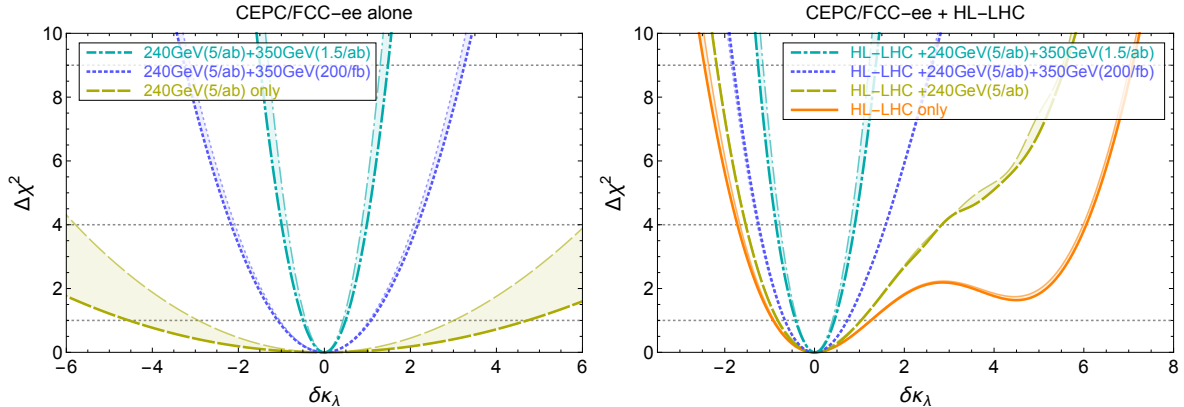 CEPC/FCC-ee alone
240GeV(5/ab)+350GeV(1.5/ab)
240GeV(5/ab)+350GeV(200/fb)
240GeV(5/ab) only
10
8
6
4
2
0
Δχ²
-6
-4
-2
0
2
4
6
δκλ
CEPC/FCC-ee + HL-LHC
HL-LHC +240GeV(5/ab)+350GeV(1.5/ab)
HL-LHC +240GeV(5/ab)+350GeV(200/fb)
HL-LHC +240GeV(5/ab)
HL-LHC only
10
8
6
4
2
0
Δχ²
-2
0
2
4
6
8
δκλ